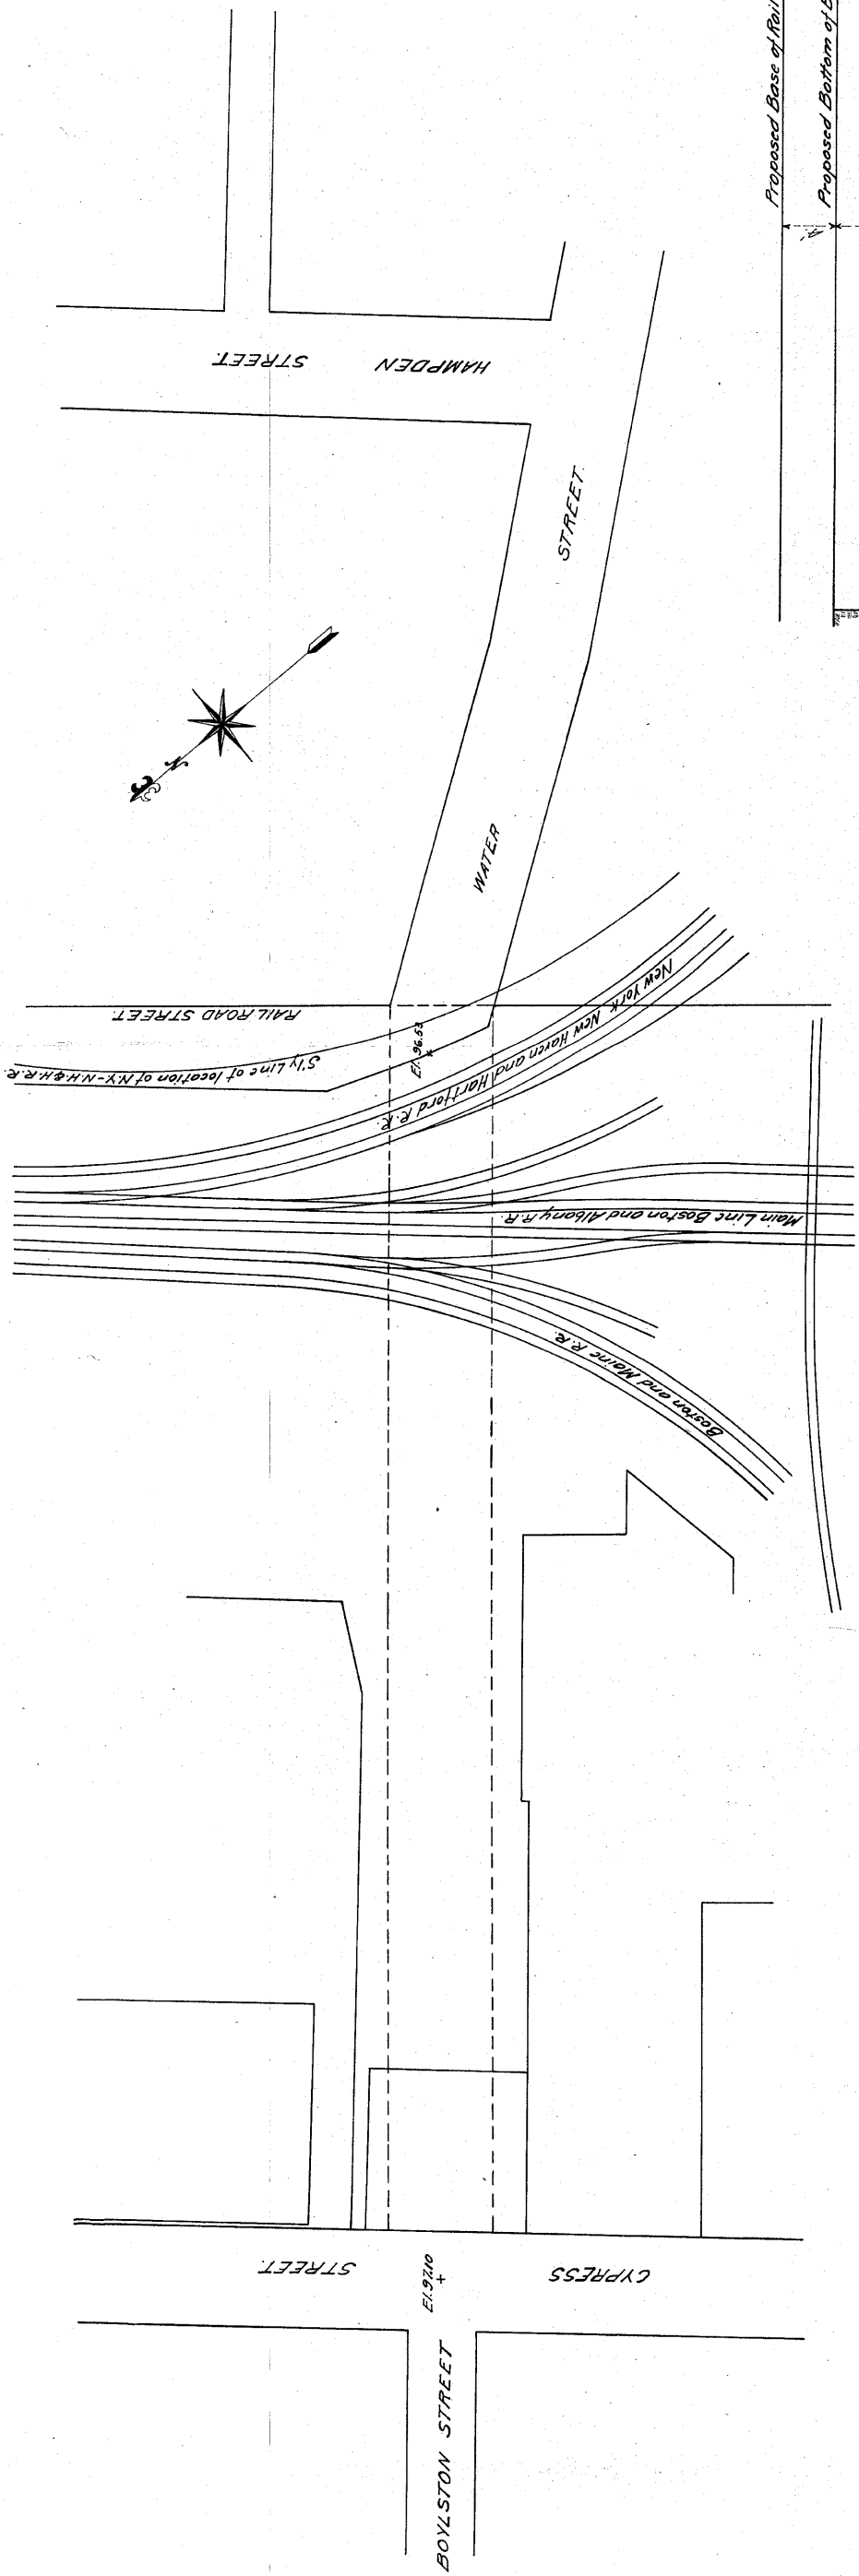 Proposed Base of Rail
Proposed Bottom of B
4'
HAMPDEN STREET.
WATER STREET.
N
RAILROAD STREET.
S'ly Line of location of N.Y.-N.H.&H.R.R.
El. 96.53
New York New Haven and Hartford R.R.
Main Line Boston and Albany R.R.
Boston and Maine R.R.
CYPRESS STREET.
El. 97.10
BOYLSTON STREET